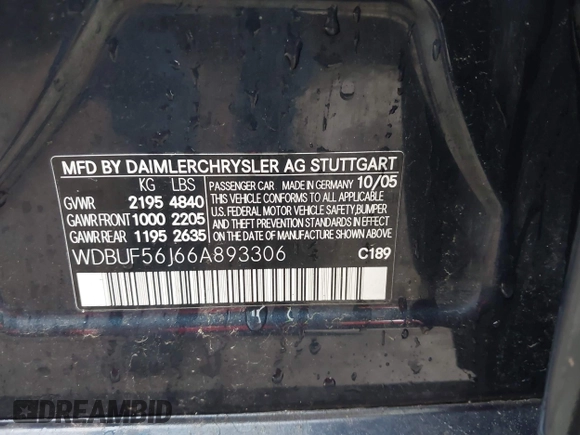 MFD BY DAIMLERCHRYSLER AG STUTTGART
KG LBS
GVWR 2195 4840
GAWR FRONT 1000 2205
GAWR REAR 1195 2635
PASSENGER CAR MADE IN GERMANY 10/05
THIS VEHICLE CONFORMS TO ALL APPLICABLE
U.S. FEDERAL MOTOR VEHICLE SAFETY, BUMPER
AND THEFT PREVENTION STANDARDS IN EFFECT
ON THE DATE OF MANUFACTURE
WDBUF56J66A893306 C189
DREAMBID